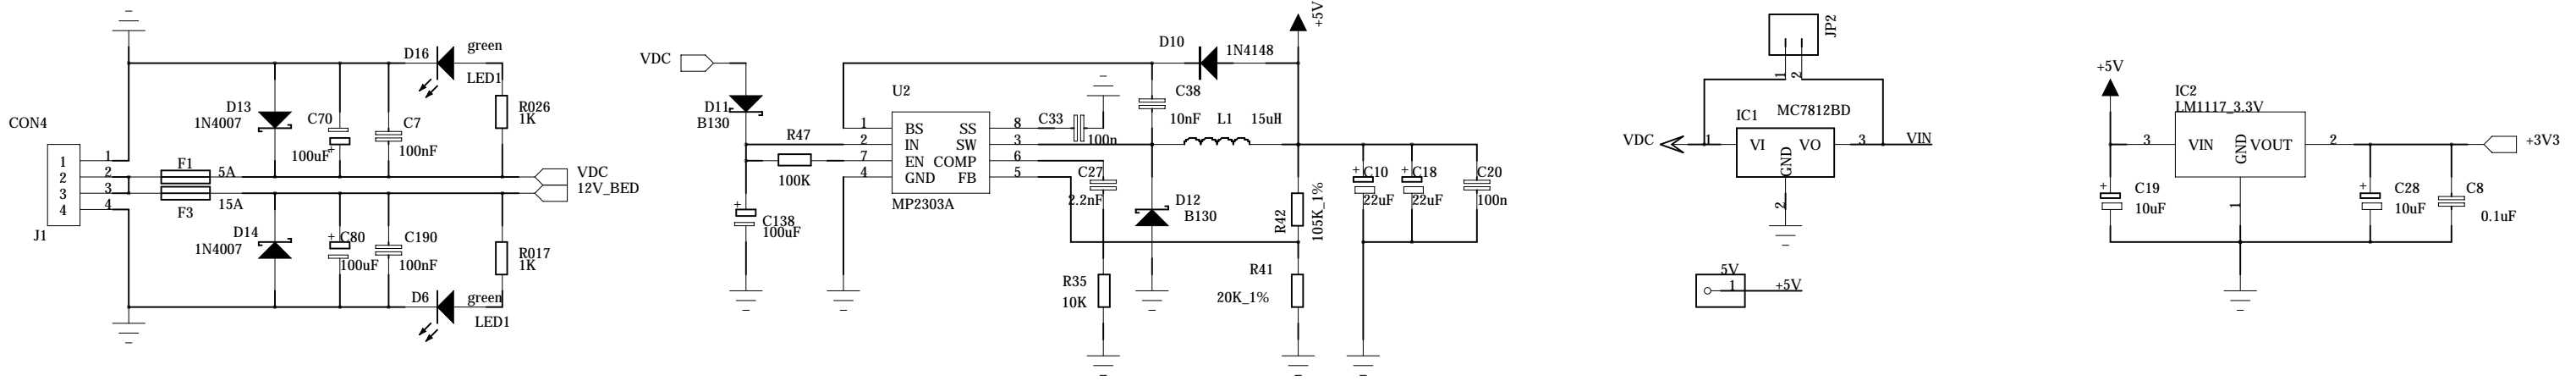 CON4
J1
1
2
3
4
1
2
3
4
F1
5A
F3
15A
D13
1N4007
D14
1N4007
C70
100uF
+
C7
100nF
+
C80
100uF
C190
100nF
D16
green
LED1
D6
green
LED1
R026
1K
R017
1K
VDC
12V_BED
VDC
D11
B130
R47
100K
+
C138
100uF
U2
1
2
7
4
BS
IN
EN
GND
SS
SW
COMP
FB
8
3
6
5
MP2303A
C33
100n
C27
2.2nF
R35
10K
D10
1N4148
C38
10nF
L1
15uH
D12
B130
+5V
R42
105K_1%
R41
20K_1%
+
C10
22uF
+
C18
22uF
C20
100n
JP2
1
2
IC1
MC7812BD
VDC
1
VI
VO
GND
3
VIN
2
5V
1
+5V
+5V
IC2
LM1117_3.3V
3
VIN
GND
VOUT
2
1
+3V3
+
C19
10uF
+
C28
10uF
C8
0.1uF